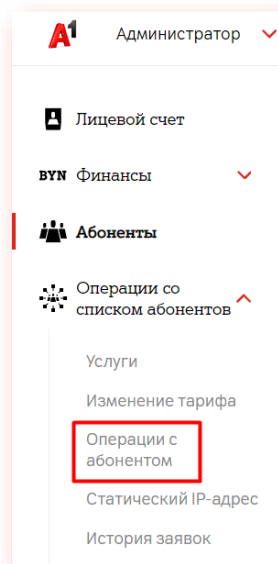 A1 Администратор
Лицевой счет
BYN Финансы
Абоненты
Операции со
списком абонентов
Услуги
Изменение тарифа
Операции с
абонентом
Статический IP-адрес
История заявок